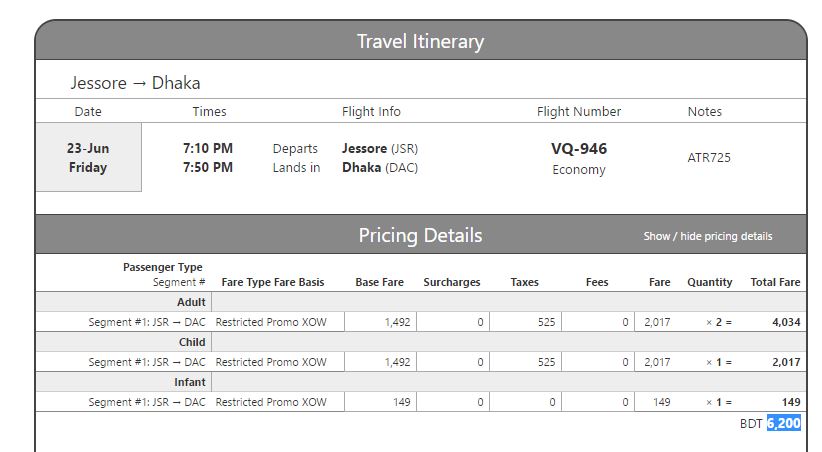 Travel Itinerary
Jessore → Dhaka
Date Times Flight Info Flight Number Notes
23-Jun 7:10 PM Departs Jessore (JSR) VQ-946 ATR725
Friday 7:50 PM Lands in Dhaka (DAC) Economy
Pricing Details Show / hide pricing details
Passenger Type
Segment # Fare Type Fare Basis Base Fare Surcharges Taxes Fees Fare Quantity Total Fare
Adult
Segment #1: JSR → DAC Restricted Promo XOW 1,492 0 525 0 2,017 × 2 = 4,034
Child
Segment #1: JSR → DAC Restricted Promo XOW 1,492 0 525 0 2,017 × 1 = 2,017
Infant
Segment #1: JSR → DAC Restricted Promo XOW 149 0 0 0 149 × 1 = 149
BDT 6,200